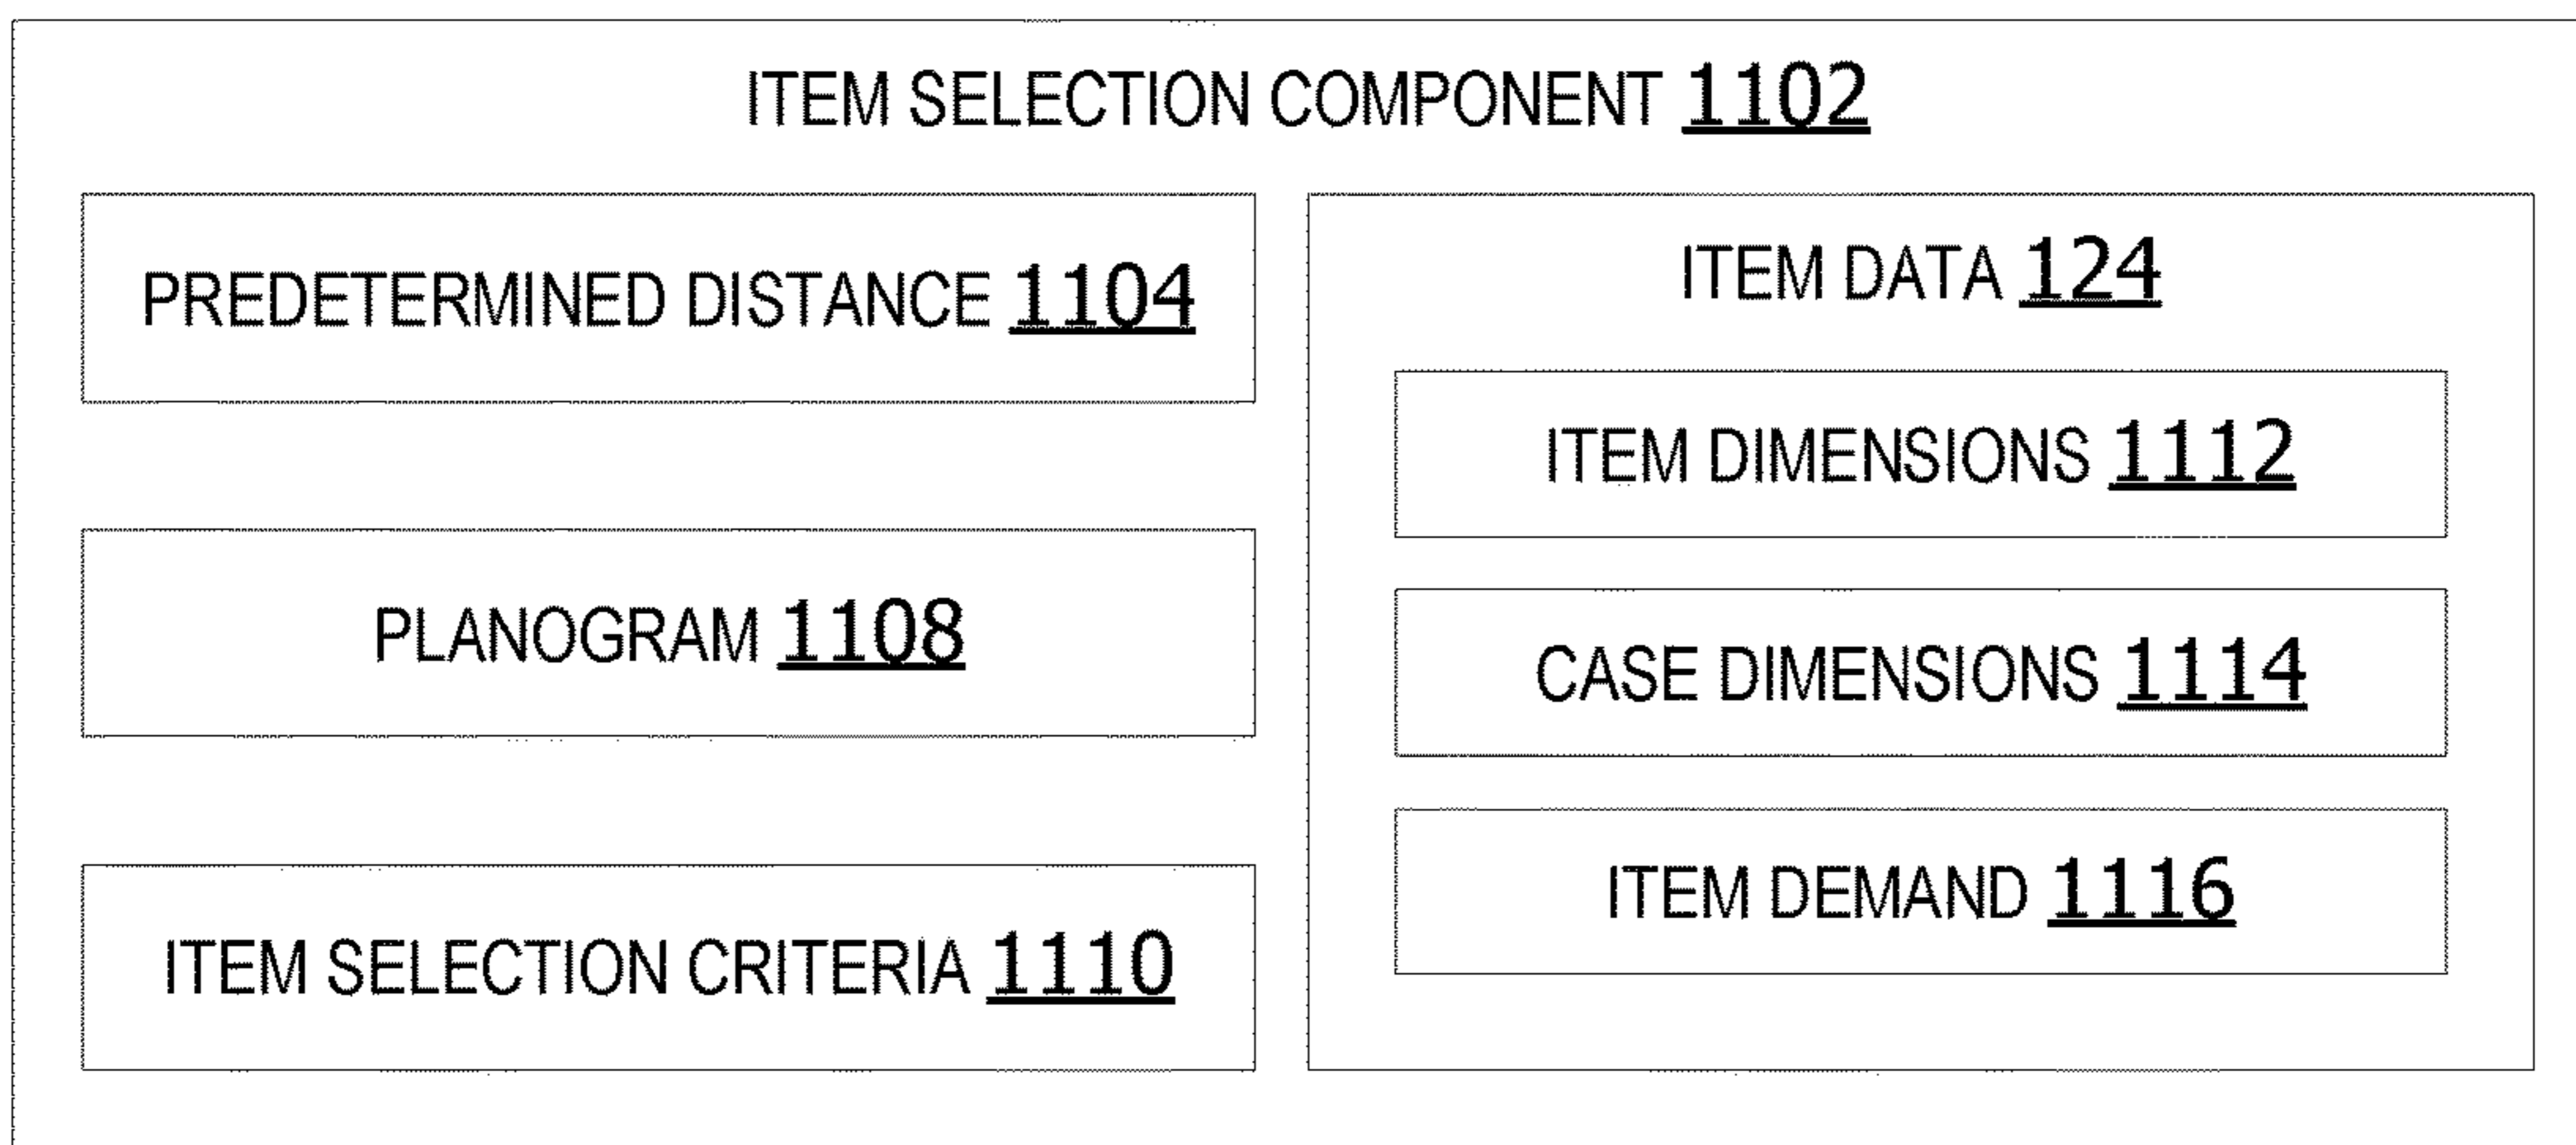 ITEM SELECTION COMPONENT 1102
PREDETERMINED DISTANCE 1104
PLANOGRAM 1108
ITEM SELECTION CRITERIA 1110
ITEM DATA 124
ITEM DIMENSIONS 1112
CASE DIMENSIONS 1114
ITEM DEMAND 1116